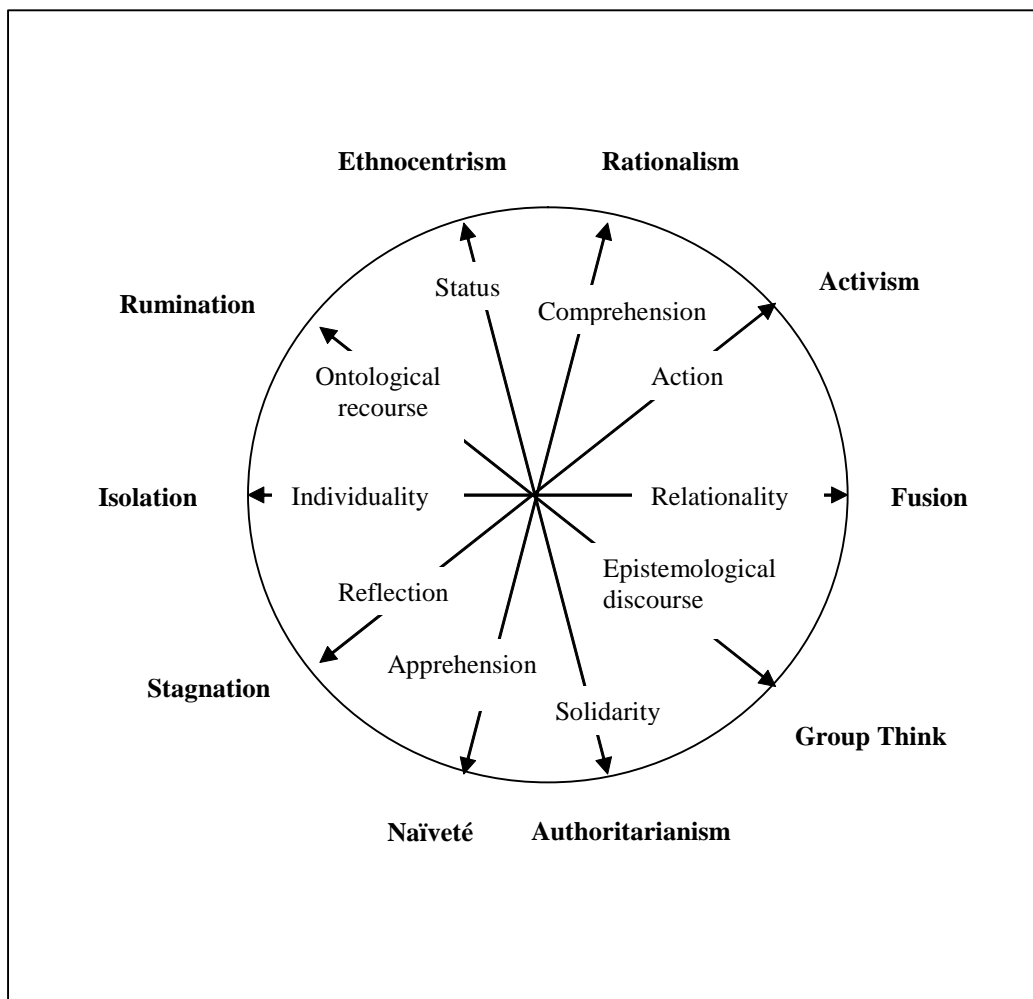 Ethnocentrism
Rationalism
Rumination
Activism
Status
Comprehension
Ontological
recourse
Action
Isolation
Individuality
Relationality
Fusion
Epistemological
discourse
Reflection
Apprehension
Stagnation
Solidarity
Group Think
Naïveté
Authoritarianism